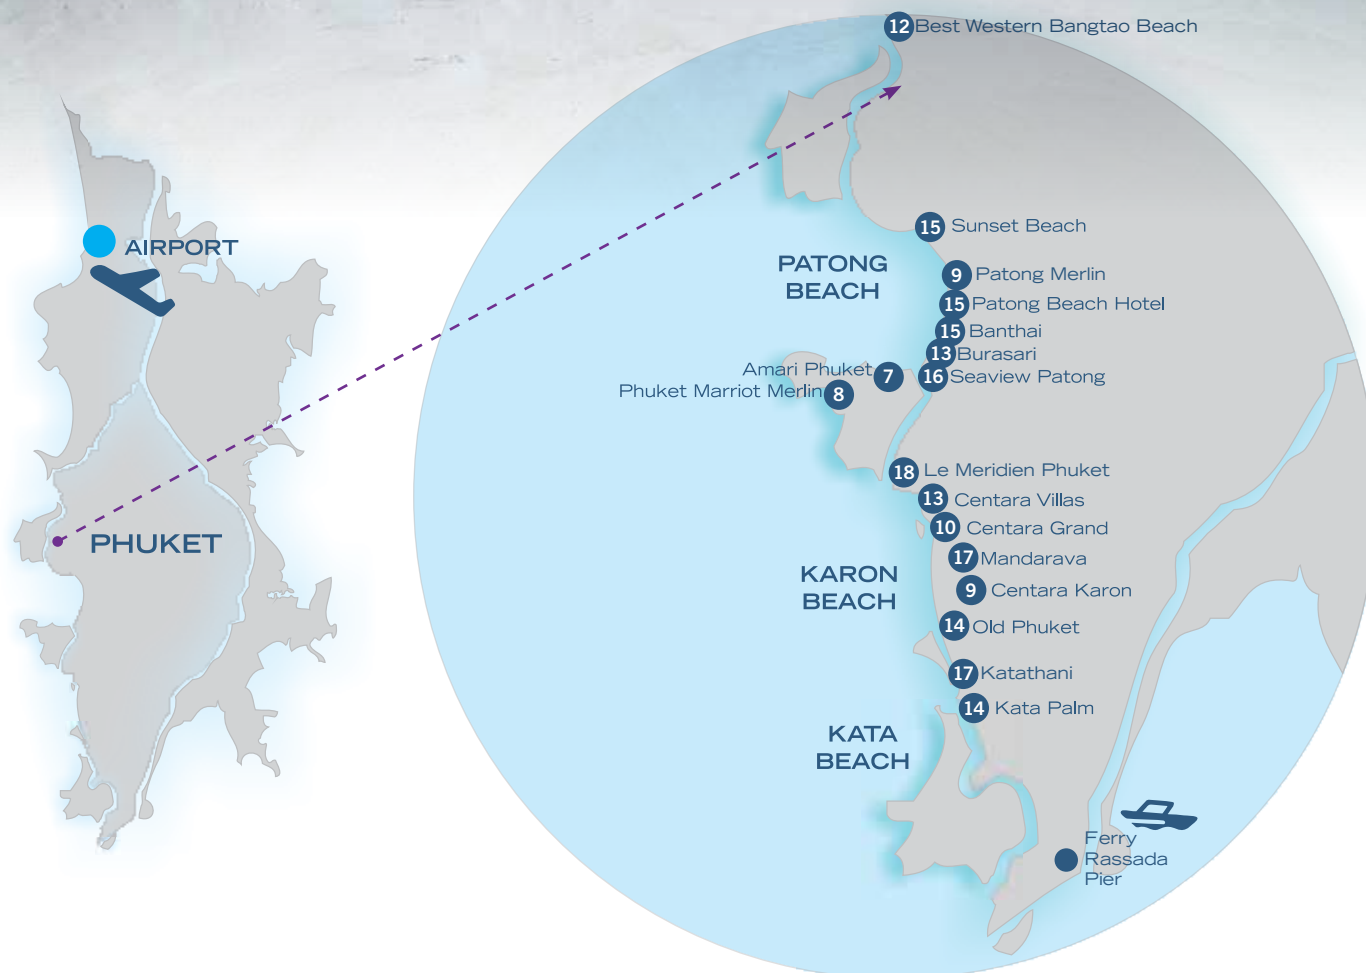 12 Best Western Bangtao Beach
AIRPORT
15 Sunset Beach
PATONG
BEACH
9 Patong Merlin
15 Patong Beach Hotel
15 Banthai
13 Burasari
Amari Phuket 7
16 Seaview Patong
Phuket Marriot Merlin 8
18 Le Meridien Phuket
13 Centara Villas
10 Centara Grand
PHUKET
17 Mandarava
KARON
BEACH
9 Centara Karon
14 Old Phuket
17 Katathani
14 Kata Palm
KATA
BEACH
Ferry
Rassada
Pier